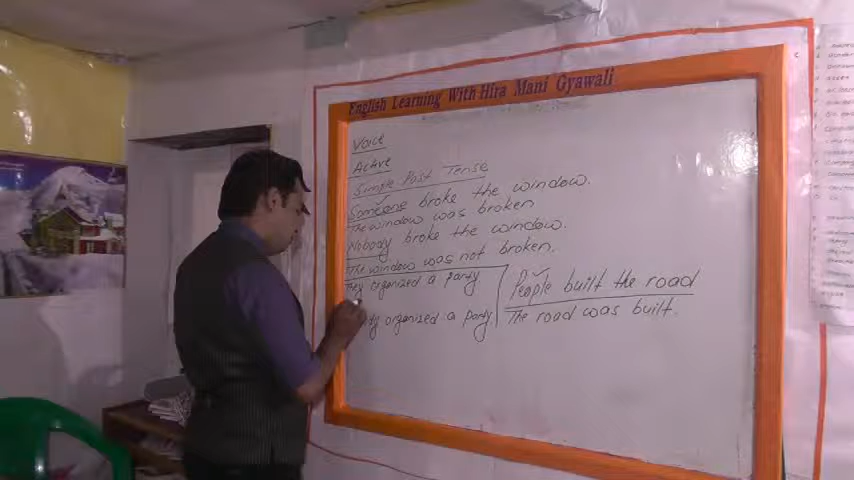 English Learning With Hira Mani Gyawali
Voice
Active
Simple Past Tense
Someone broke the window.
The window was broken
Nobody broke the window.
The window was not broken.
They organized a party
organized a party.
People built the road
The road was built.